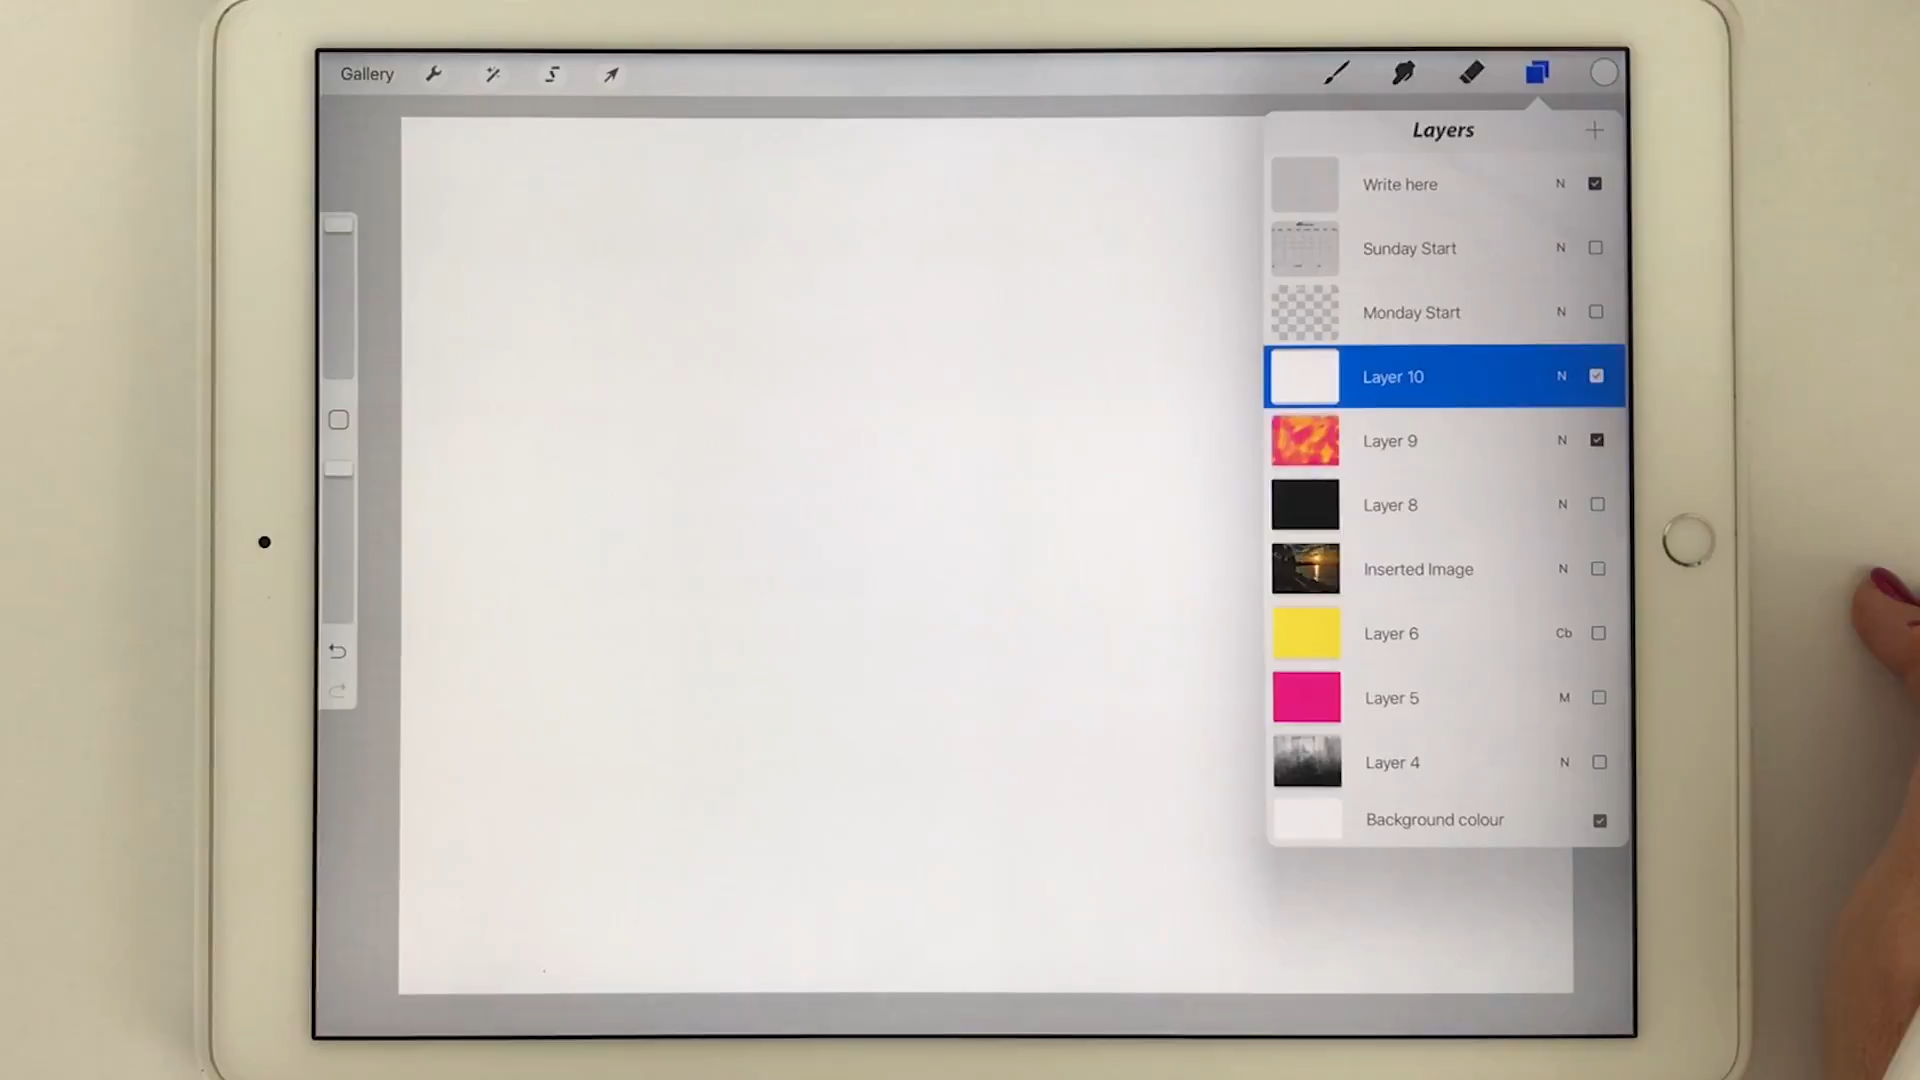 Gallery
Layers
Write here N
Sunday Start N
Monday Start N
Layer 10 N
Layer 9 N
Layer 8 N
Inserted Image N
Layer 6 Cb
Layer 5 M
Layer 4 N
Background colour